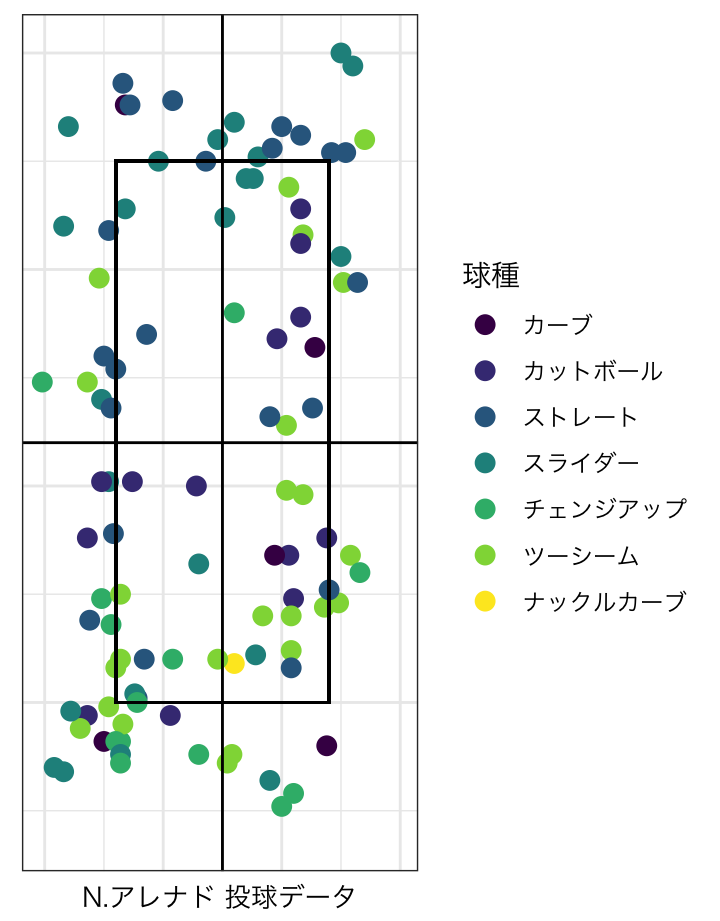 球種
カーブ
カットボール
ストレート
スライダー
チェンジアップ
ツーシーム
ナックルカーブ
N.アレナド 投球データ